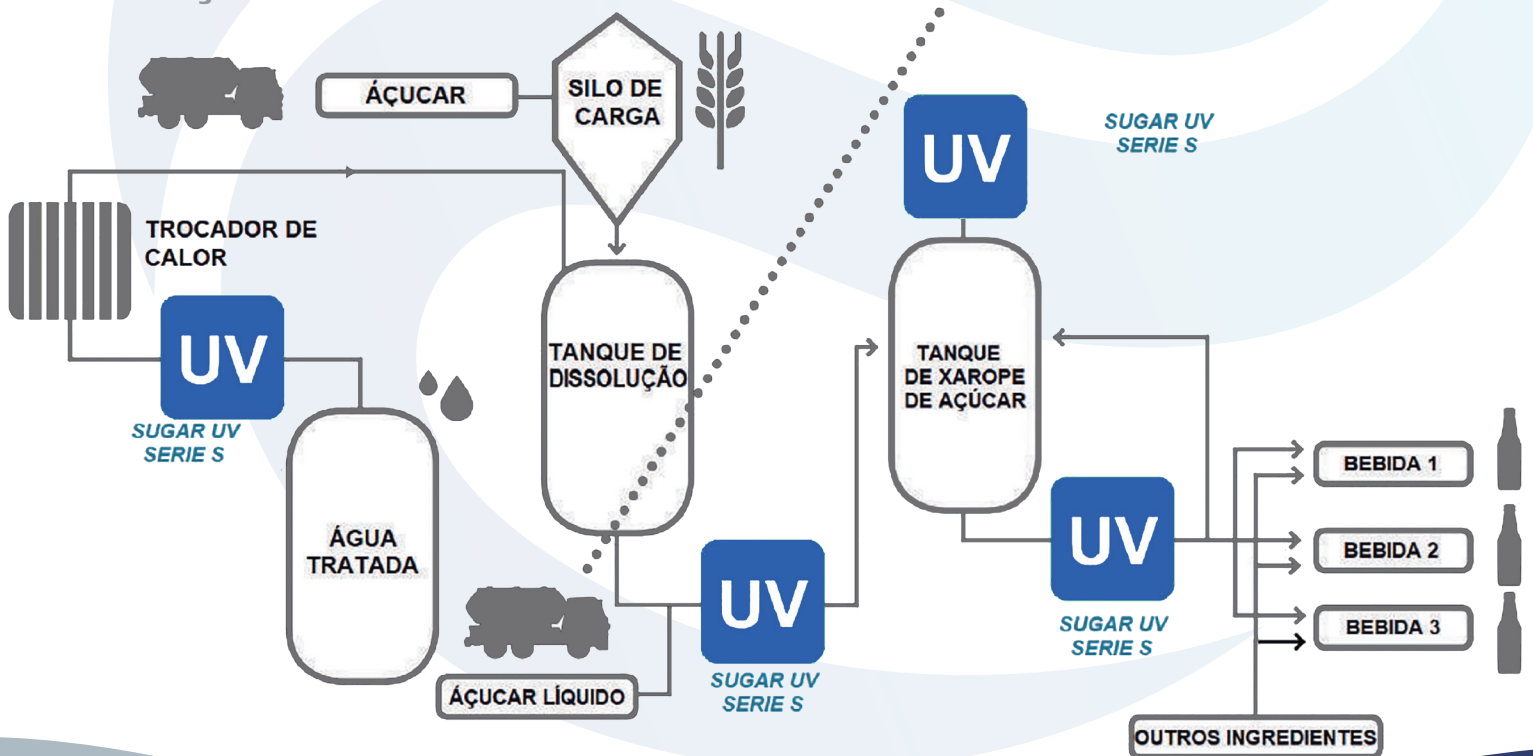 ÁÇUCAR
SILO DE
CARGA
UV
SUGAR UV
SERIE S
TROCADOR DE
CALOR
UV
SUGAR UV
SERIE S
TANQUE DE
DISSOLUÇÃO
TANQUE
DE XAROPE
DE AÇÚCAR
ÁGUA
TRATADA
UV
SUGAR UV
SERIE S
UV
SUGAR UV
SERIE S
BEBIDA 1
BEBIDA 2
BEBIDA 3
ÁÇUCAR LÍQUIDO
OUTROS INGREDIENTES